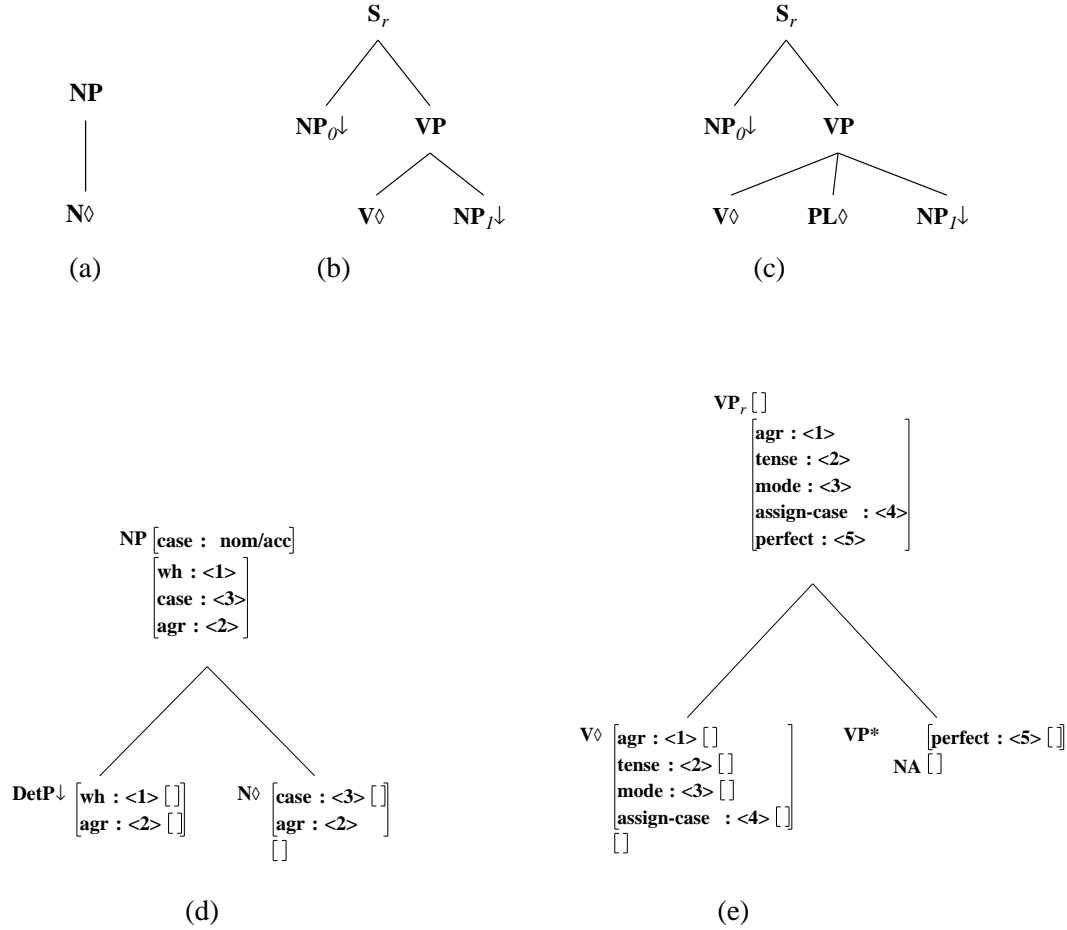 NP
N◊
(a)
S_r
NP_0↓ VP
V◊ NP_1↓
(b)
S_r
NP_0↓ VP
V◊ PL◊ NP_1↓
(c)
NP [case : nom/acc]
[wh : <1>
case : <3>
agr : <2>]
DetP↓ [wh : <1> []
agr : <2> []]
N◊ [case : <3> []
agr : <2>]
[]
(d)
VP_r []
[agr : <1>
tense : <2>
mode : <3>
assign-case : <4>
perfect : <5>]
V◊ [agr : <1> []
tense : <2> []
mode : <3> []
assign-case : <4> []]
[]
VP* [perfect : <5> []]
NA []
(e)